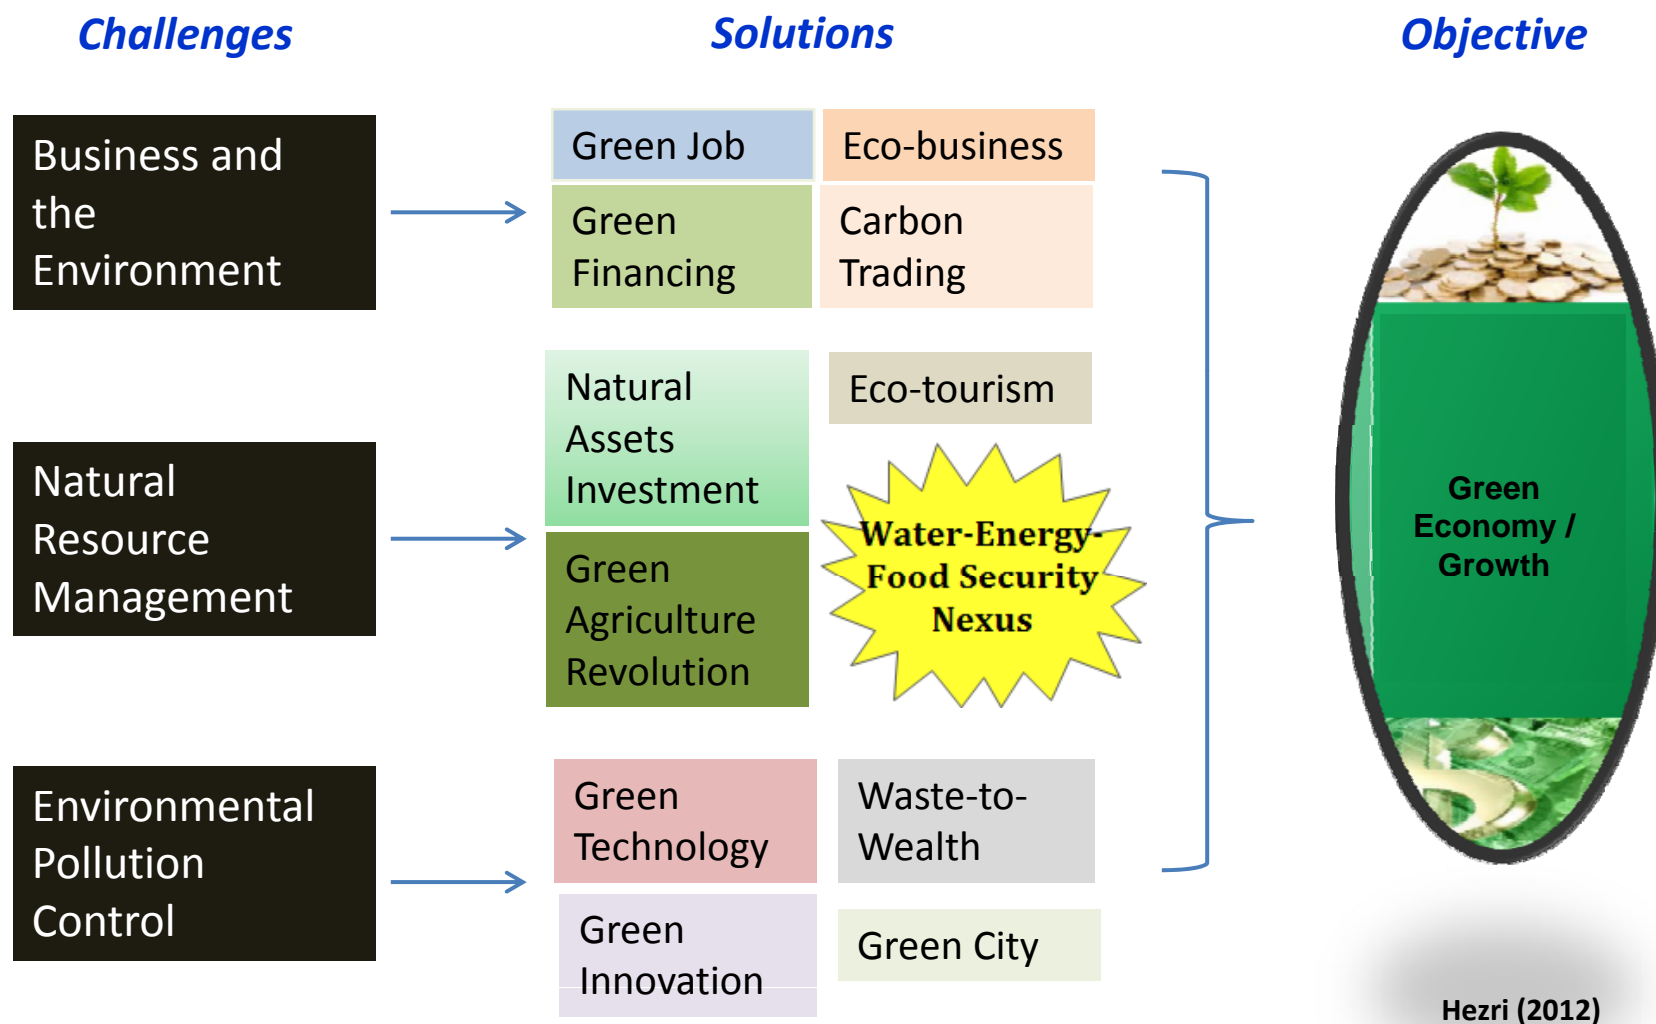 Challenges
Solutions
Objective
Business and
the
Environment
Green Job
Eco-business
Green
Financing
Carbon
Trading
Natural
Resource
Management
Natural
Assets
Investment
Eco-tourism
Green
Agriculture
Revolution
Water-Energy-
Food Security
Nexus
Environmental
Pollution
Control
Green
Technology
Waste-to-
Wealth
Green
Innovation
Green City
Green
Economy /
Growth
Hezri (2012)